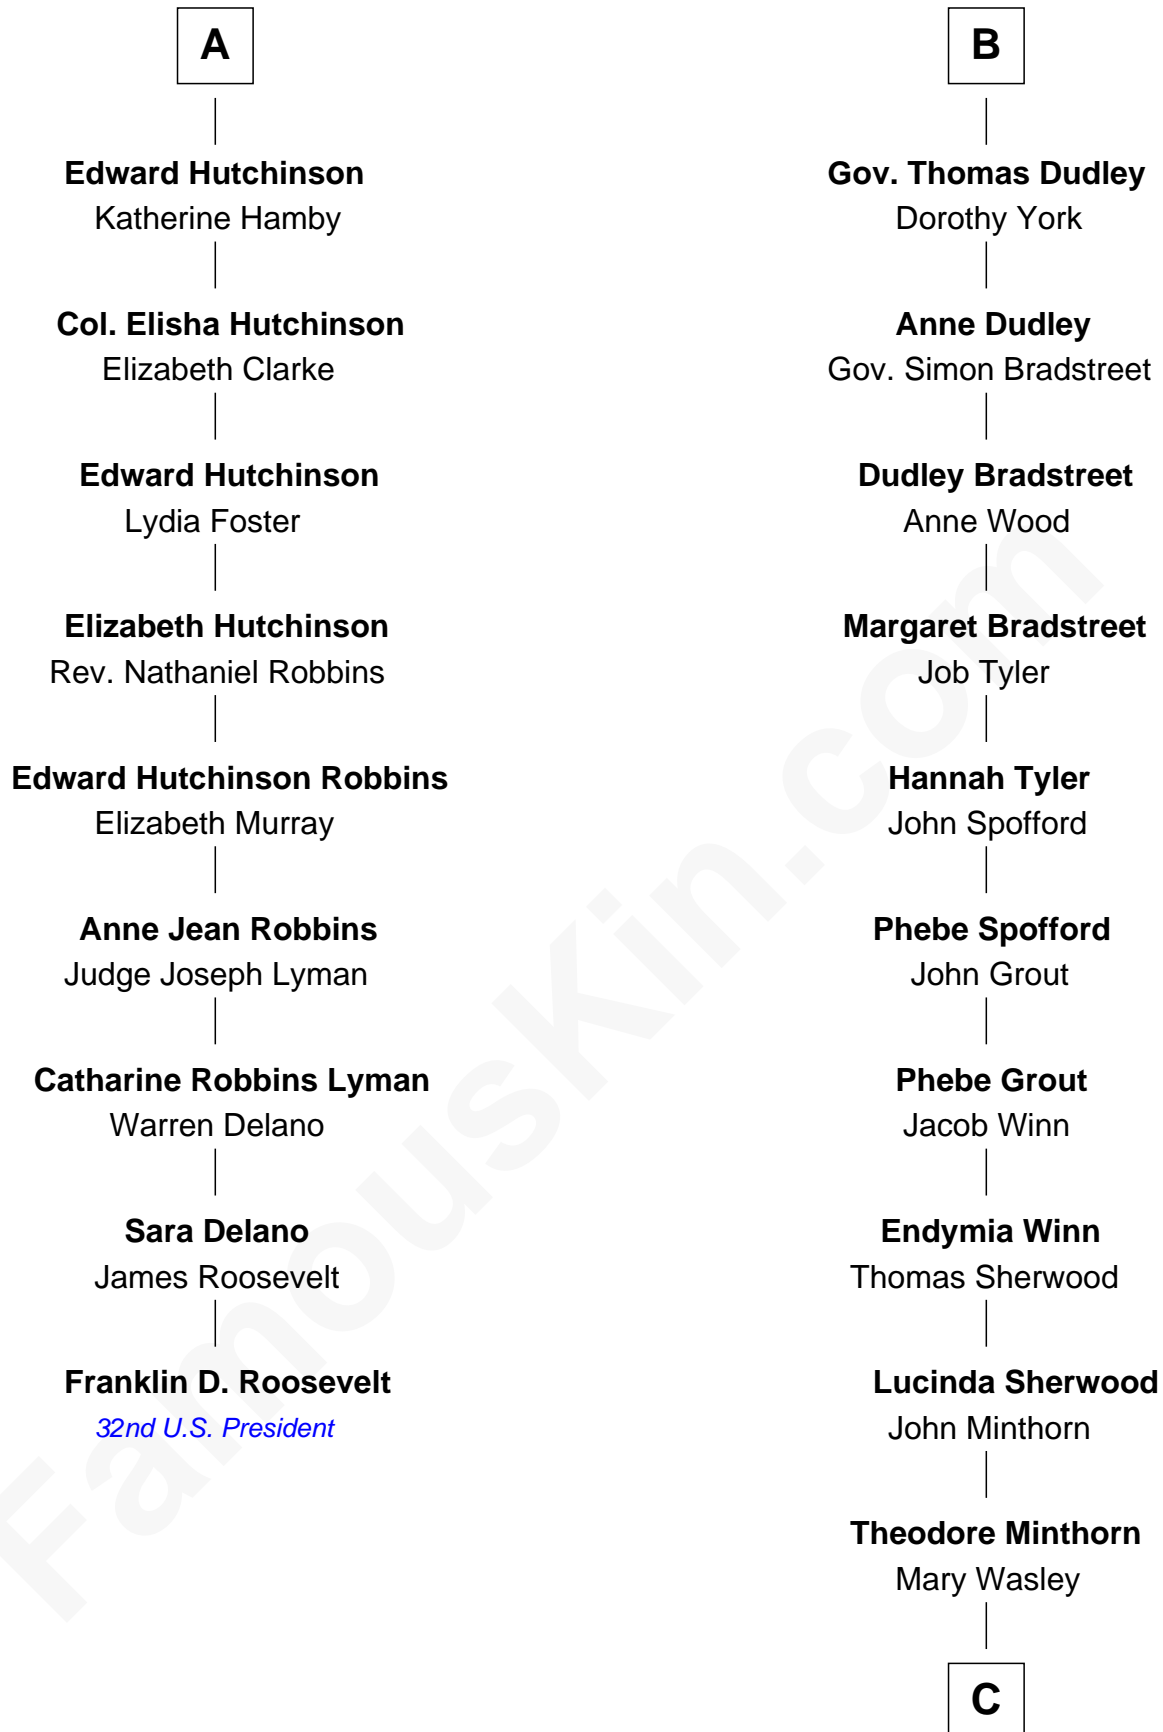 A
Edward Hutchinson
Katherine Hamby
Col. Elisha Hutchinson
Elizabeth Clarke
Edward Hutchinson
Lydia Foster
Elizabeth Hutchinson
Rev. Nathaniel Robbins
Edward Hutchinson Robbins
Elizabeth Murray
Anne Jean Robbins
Judge Joseph Lyman
Catharine Robbins Lyman
Warren Delano
Sara Delano
James Roosevelt
Franklin D. Roosevelt
32nd U.S. President
B
Gov. Thomas Dudley
Dorothy York
Anne Dudley
Gov. Simon Bradstreet
Dudley Bradstreet
Anne Wood
Margaret Bradstreet
Job Tyler
Hannah Tyler
John Spofford
Phebe Spofford
John Grout
Phebe Grout
Jacob Winn
Endymia Winn
Thomas Sherwood
Lucinda Sherwood
John Minthorn
Theodore Minthorn
Mary Wasley
C
FamousKin.com